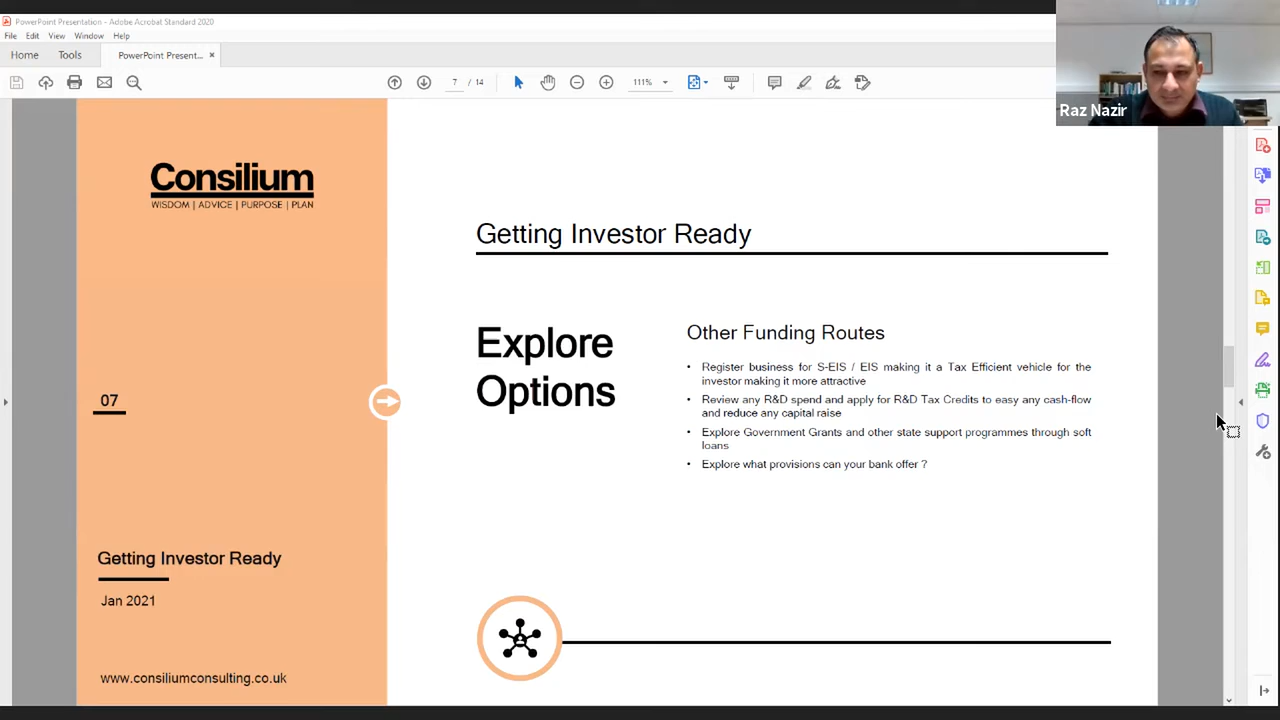 PowerPoint Presentation - Adobe Acrobat Standard 2020
File Edit View Window Help
Home Tools PowerPoint Present... ×
7 / 14 111%
Raz Nazir
Consilium
WISDOM | ADVICE | PURPOSE | PLAN
07
Getting Investor Ready
Jan 2021
www.consiliumconsulting.co.uk
Getting Investor Ready
Explore
Options
Other Funding Routes
• Register business for S-EIS / EIS making it a Tax Efficient vehicle for the
investor making it more attractive
• Review any R&D spend and apply for R&D Tax Credits to easy any cash-flow
and reduce any capital raise
• Explore Government Grants and other state support programmes through soft
loans
• Explore what provisions can your bank offer ?